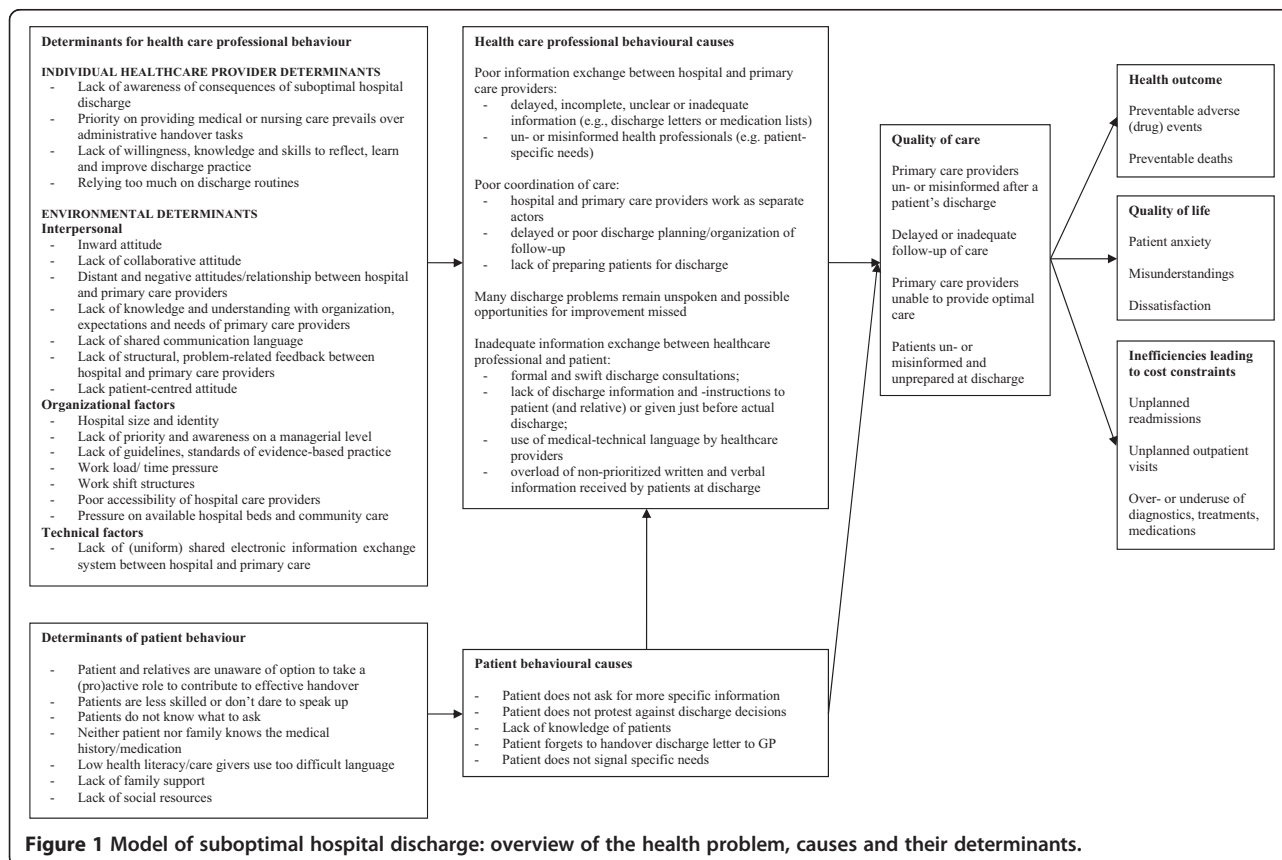 Determinants for health care professional behaviour
INDIVIDUAL HEALTHCARE PROVIDER DETERMINANTS
- Lack of awareness of consequences of suboptimal hospital
discharge
- Priority on providing medical or nursing care prevails over
administrative handover tasks
- Lack of willingness, knowledge and skills to reflect, learn
and improve discharge practice
- Relying too much on discharge routines
ENVIRONMENTAL DETERMINANTS
Interpersonal
- Inward attitude
- Lack of collaborative attitude
- Distant and negative attitudes/relationship between hospital
and primary care providers
- Lack of knowledge and understanding with organization,
expectations and needs of primary care providers
- Lack of shared communication language
- Lack of structural, problem-related feedback between
hospital and primary care providers
- Lack patient-centred attitude
Organizational factors
- Hospital size and identity
- Lack of priority and awareness on a managerial level
- Lack of guidelines, standards of evidence-based practice
- Work load/ time pressure
- Work shift structures
- Poor accessibility of hospital care providers
- Pressure on available hospital beds and community care
Technical factors
- Lack of (uniform) shared electronic information exchange
system between hospital and primary care
Determinants of patient behaviour
- Patient and relatives are unaware of option to take a
(pro)active role to contribute to effective handover
- Patients are less skilled or don't dare to speak up
- Patients do not know what to ask
- Neither patient nor family knows the medical
history/medication
- Low health literacy/care givers use too difficult language
- Lack of family support
- Lack of social resources
Health care professional behavioural causes
Poor information exchange between hospital and primary
care providers:
- delayed, incomplete, unclear or inadequate
information (e.g., discharge letters or medication lists)
- un- or misinformed health professionals (e.g. patient-
specific needs)
Poor coordination of care:
- hospital and primary care providers work as separate
actors
- delayed or poor discharge planning/organization of
follow-up
- lack of preparing patients for discharge
Many discharge problems remain unspoken and possible
opportunities for improvement missed
Inadequate information exchange between healthcare
professional and patient:
- formal and swift discharge consultations;
- lack of discharge information and -instructions to
patient (and relative) or given just before actual
discharge;
- use of medical-technical language by healthcare
providers
- overload of non-prioritized written and verbal
information received by patients at discharge
Patient behavioural causes
- Patient does not ask for more specific information
- Patient does not protest against discharge decisions
- Lack of knowledge of patients
- Patient forgets to handover discharge letter to GP
- Patient does not signal specific needs
Quality of care
Primary care providers
un- or misinformed after a
patient's discharge
Delayed or inadequate
follow-up of care
Primary care providers
unable to provide optimal
care
Patients un- or
misinformed and
unprepared at discharge
Health outcome
Preventable adverse
(drug) events
Preventable deaths
Quality of life
Patient anxiety
Misunderstandings
Dissatisfaction
Inefficiencies leading
to cost constraints
Unplanned
readmissions
Unplanned outpatient
visits
Over- or underuse of
diagnostics, treatments,
medications
Figure 1 Model of suboptimal hospital discharge: overview of the health problem, causes and their determinants.